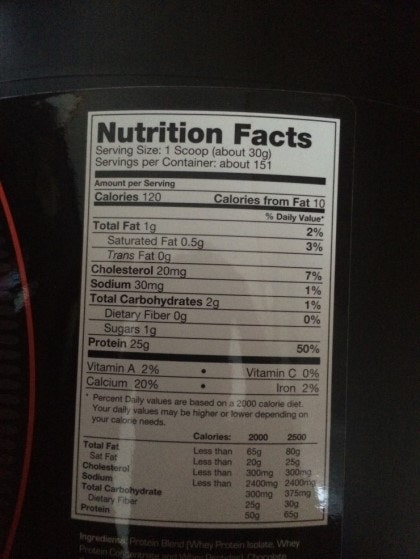 Nutrition Facts
Serving Size: 1 Scoop (about 30g)
Servings per Container: about 151
Amount per Serving
Calories 120 Calories from Fat 10
% Daily Value*
Total Fat 1g 2%
Saturated Fat 0.5g 3%
Trans Fat 0g
Cholesterol 20mg 7%
Sodium 30mg 1%
Total Carbohydrates 2g 1%
Dietary Fiber 0g 0%
Sugars 1g
Protein 25g 50%
Vitamin A 2% • Vitamin C 0%
Calcium 20% • Iron 2%
* Percent Daily Values are based on a 2000 calorie diet.
Your daily values may be higher or lower depending on
your calorie needs.
Calories: 2000 2500
Total Fat Less than 65g 80g
Sat Fat Less than 20g 25g
Cholesterol Less than 300mg 300mg
Sodium Less than 2400mg 2400mg
Total Carbohydrate 300mg 375mg
Dietary Fiber 25g 30g
Protein 50g 65g
Ingredients: Protein Blend (Whey Protein Isolate, Whey
Protein Concentrate and Whey Chocolate